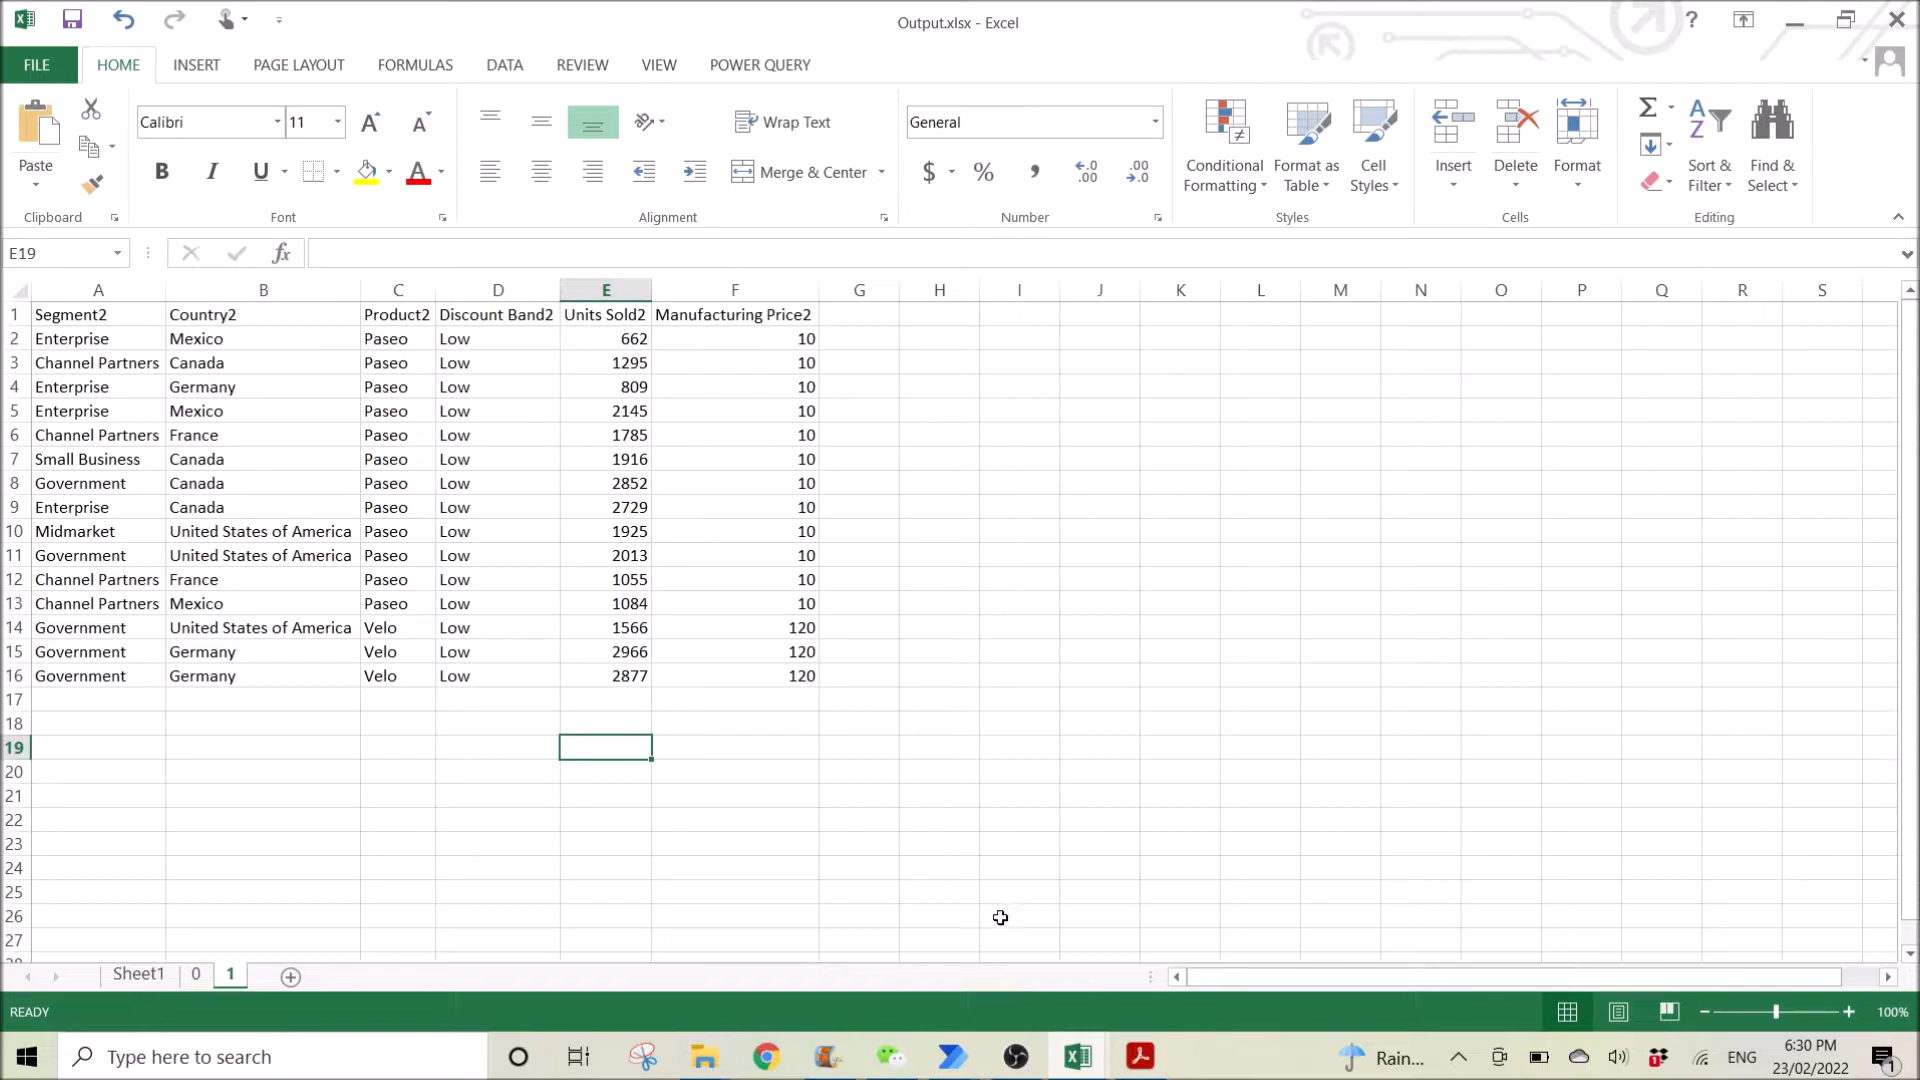 Output.xlsx - Excel
?
FILE HOME INSERT PAGE LAYOUT FORMULAS DATA REVIEW VIEW POWER QUERY
Paste
Calibri 11
B I U
Wrap Text
Merge & Center
General
$ % ,
Conditional Formatting
Format as Table
Cell Styles
Insert
Delete
Format
Sort & Filter
Find & Select
Clipboard Font Alignment Number Styles Cells Editing
E19 fx
A B C D E F G H I J K L M N O P Q R S
1 Segment2 Country2 Product2 Discount Band2 Units Sold2 Manufacturing Price2
2 Enterprise Mexico Paseo Low 662 10
3 Channel Partners Canada Paseo Low 1295 10
4 Enterprise Germany Paseo Low 809 10
5 Enterprise Mexico Paseo Low 2145 10
6 Channel Partners France Paseo Low 1785 10
7 Small Business Canada Paseo Low 1916 10
8 Government Canada Paseo Low 2852 10
9 Enterprise Canada Paseo Low 2729 10
10 Midmarket United States of America Paseo Low 1925 10
11 Government United States of America Paseo Low 2013 10
12 Channel Partners France Paseo Low 1055 10
13 Channel Partners Mexico Paseo Low 1084 10
14 Government United States of America Velo Low 1566 120
15 Government Germany Velo Low 2966 120
16 Government Germany Velo Low 2877 120
17
18
19
20
21
22
23
24
25
26
27
Sheet1 0 1
READY 100%
Type here to search
Rain... ENG
6:30 PM
23/02/2022